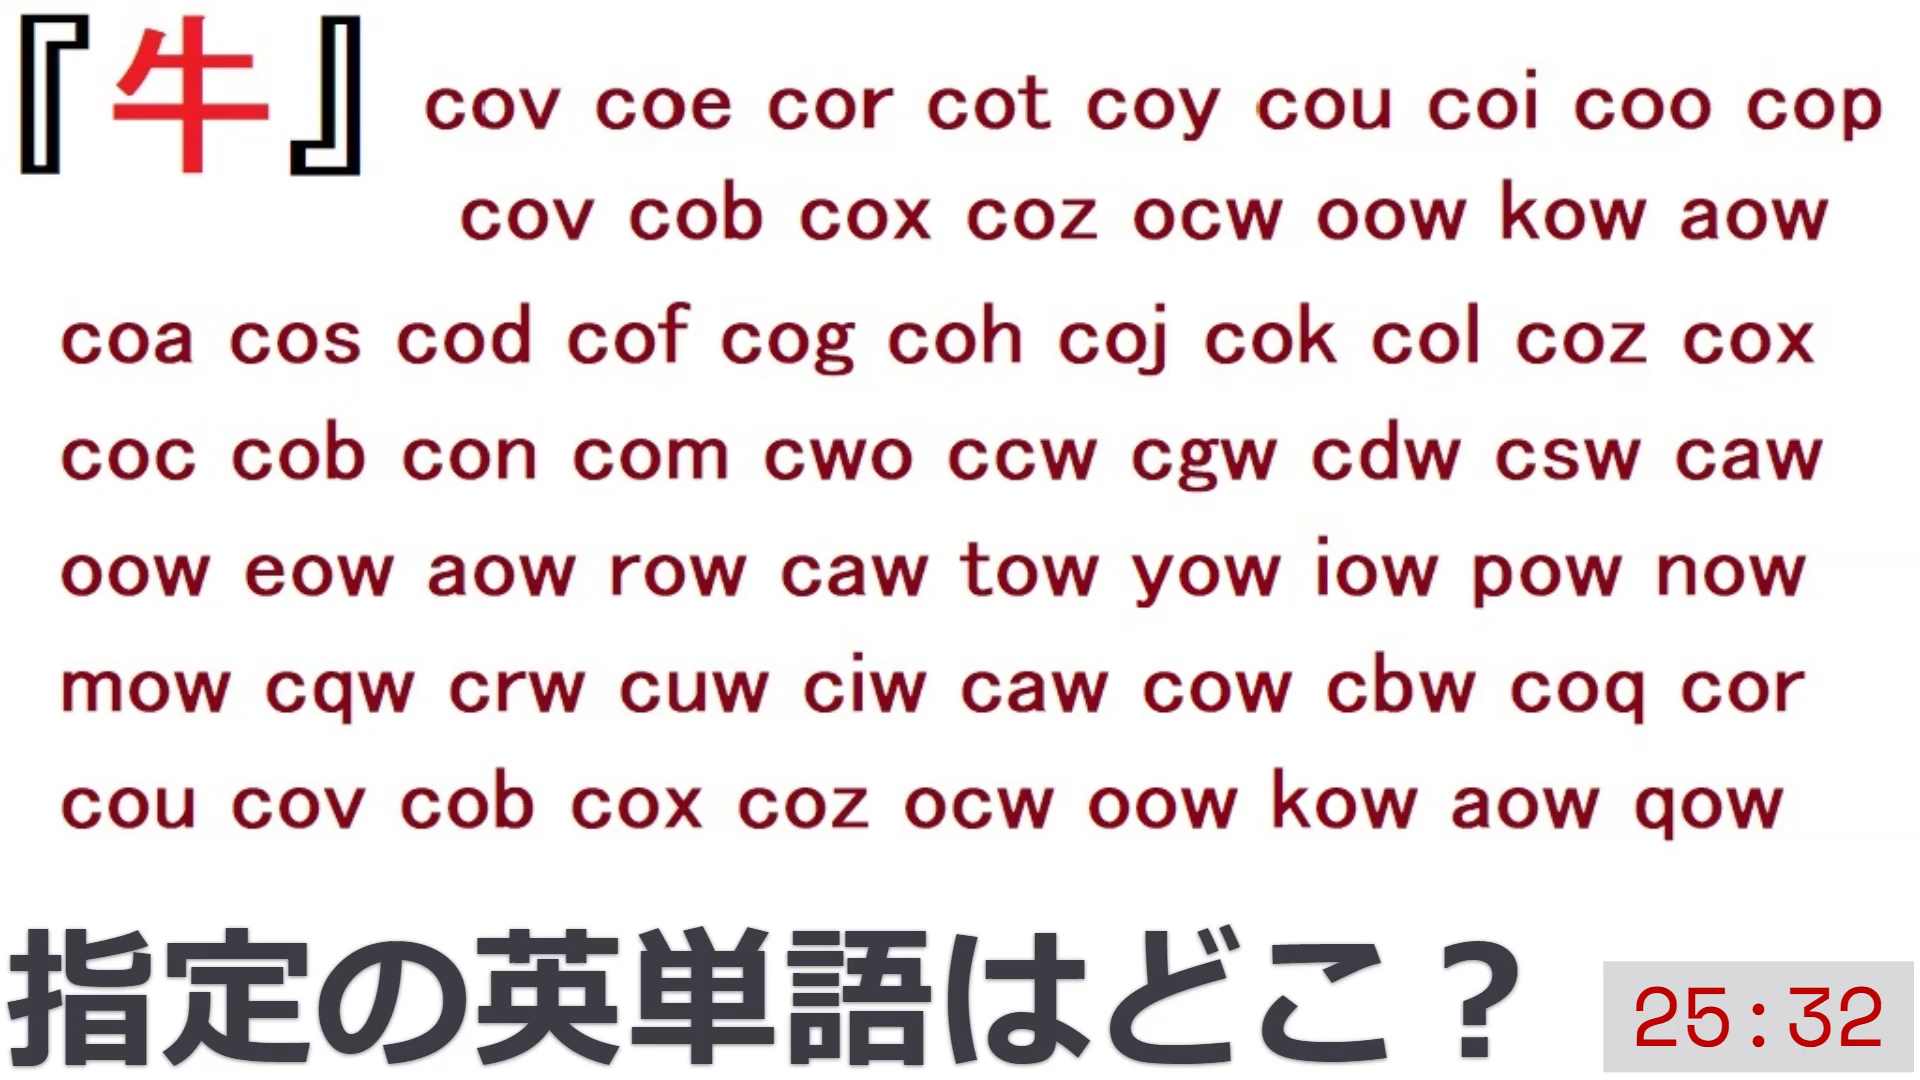 『牛』
cov coe cor cot coy cou coi coo cop
cov cob cox coz ocw oow kow aow
coa cos cod cof cog coh coj cok col coz cox
coc cob con com cwo ccw cgw cdw csw caw
oow eow aow row caw tow yow iow pow now
mow cqw crw cuw ciw caw cow cbw coq cor
cou cov cob cox coz ocw oow kow aow qow
指定の英単語はどこ？
25:32